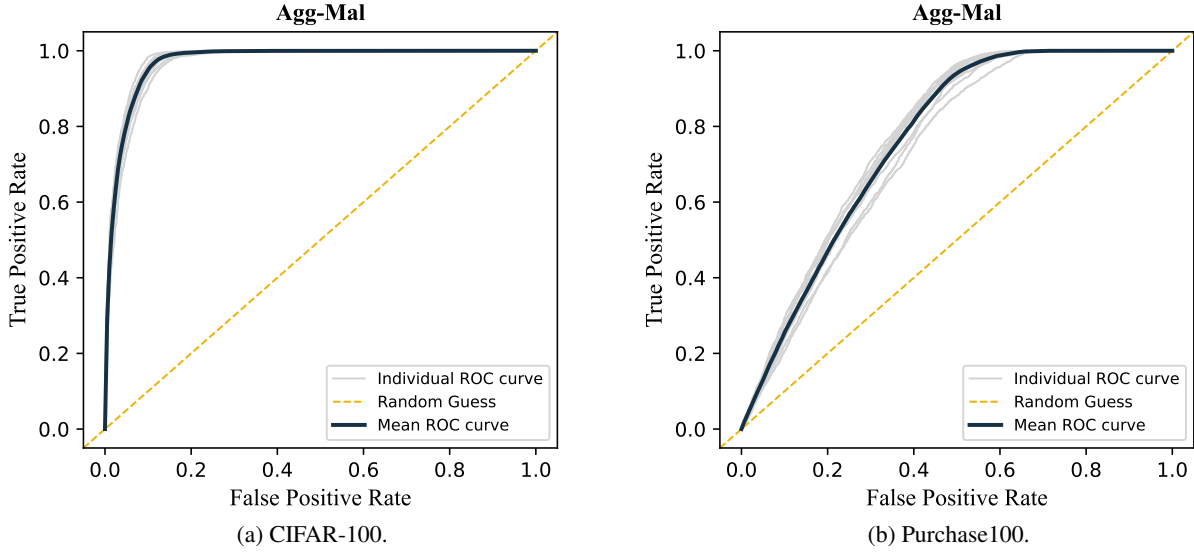 Agg-Mal
True Positive Rate
1.0
0.8
0.6
0.4
0.2
0.0
Individual ROC curve
Random Guess
Mean ROC curve
0.0 0.2 0.4 0.6 0.8 1.0
False Positive Rate
(a) CIFAR-100.
Agg-Mal
True Positive Rate
1.0
0.8
0.6
0.4
0.2
0.0
Individual ROC curve
Random Guess
Mean ROC curve
0.0 0.2 0.4 0.6 0.8 1.0
False Positive Rate
(b) Purchase100.